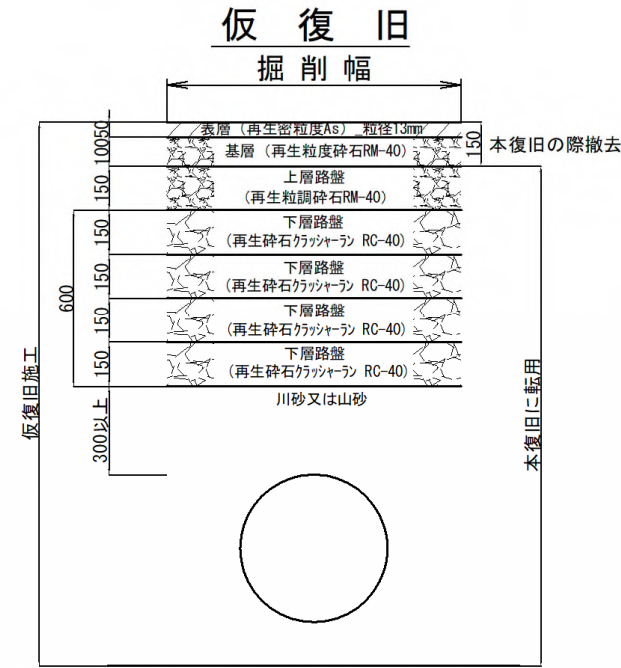 仮復旧
掘削幅
50
表層（再生密粒度As）_粒径13mm
100
基層（再生粒度砕石RM-40）
150
本復旧の際撤去
150
上層路盤
（再生粒調砕石RM-40）
150
下層路盤
（再生砕石クラッシャーラン RC-40）
150
下層路盤
（再生砕石クラッシャーラン RC-40）
150
下層路盤
（再生砕石クラッシャーラン RC-40）
150
下層路盤
（再生砕石クラッシャーラン RC-40）
600
川砂又は山砂
300以上
仮復旧施工
本復旧に転用